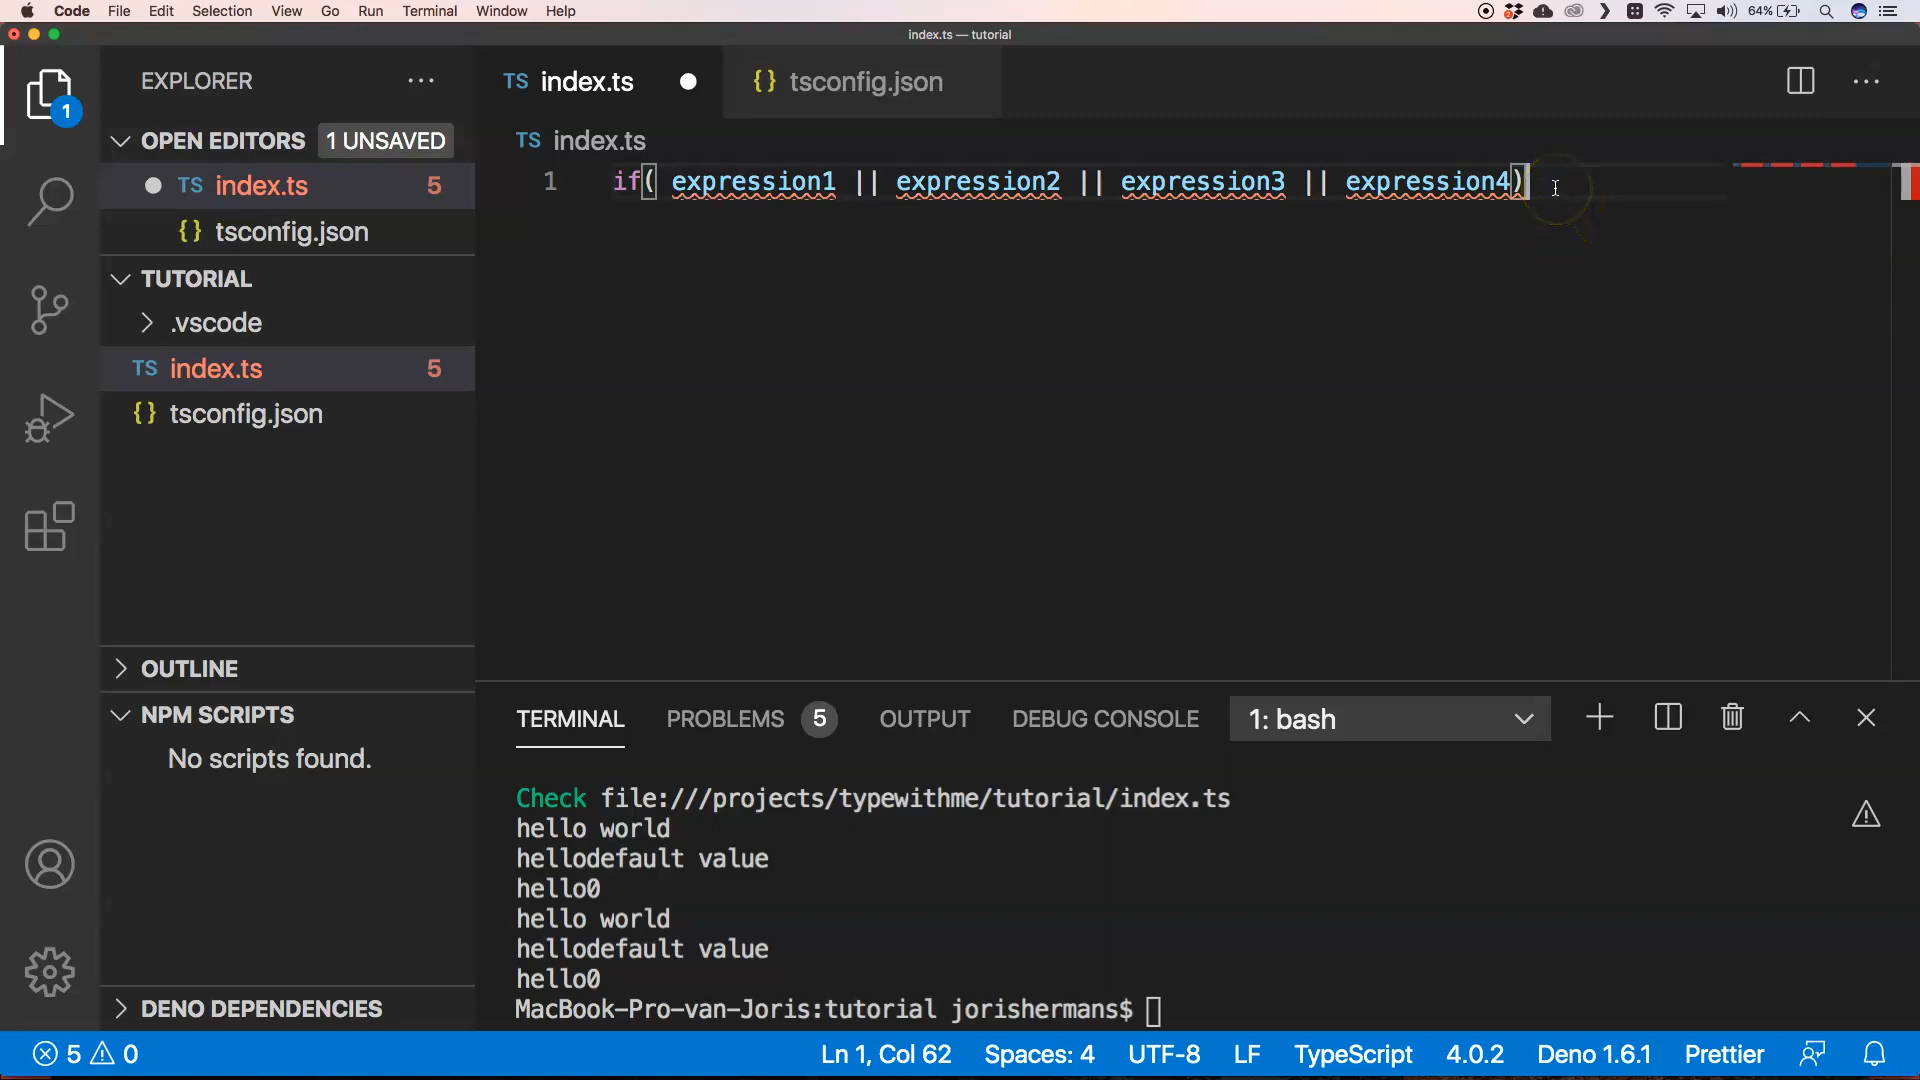 Code File Edit Selection View Go Run Terminal Window Help 2 64%
index.ts — tutorial
EXPLORER ···
TS index.ts {} tsconfig.json ···
1
OPEN EDITORS 1 UNSAVED
TS index.ts
TS index.ts 5
1 if( expression1 || expression2 || expression3 || expression4)
{} tsconfig.json
TUTORIAL
.vscode
TS index.ts 5
{} tsconfig.json
OUTLINE
NPM SCRIPTS
No scripts found.
DENO DEPENDENCIES
TERMINAL PROBLEMS 5 OUTPUT DEBUG CONSOLE 1: bash
Check file:///projects/typewithme/tutorial/index.ts
hello world
hellodefault value
hello0
hello world
hellodefault value
hello0
MacBook-Pro-van-Joris:tutorial jorishermans$
5 0 Ln 1, Col 62 Spaces: 4 UTF-8 LF TypeScript 4.0.2 Deno 1.6.1 Prettier